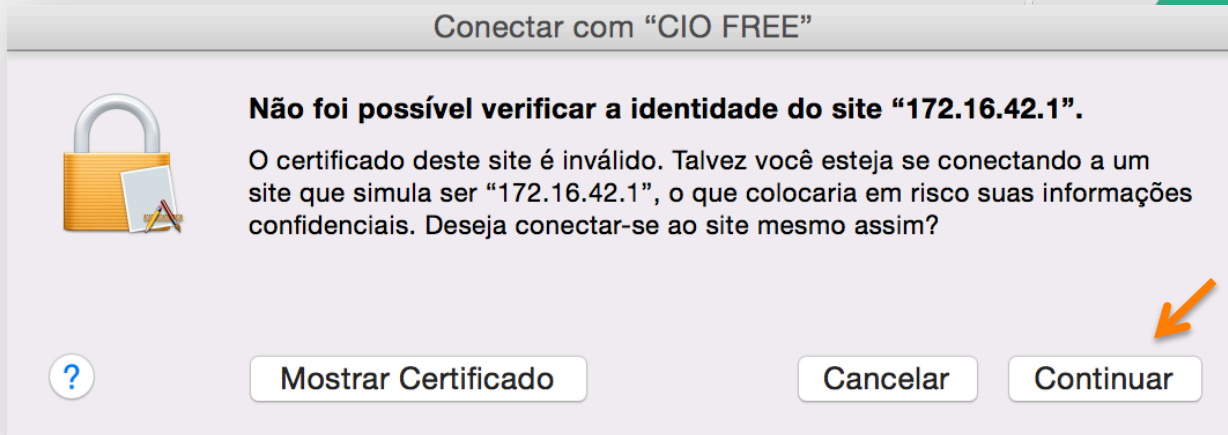 Conectar com “CIO FREE”
Não foi possível verificar a identidade do site “172.16.42.1”.
O certificado deste site é inválido. Talvez você esteja se conectando a um
site que simula ser “172.16.42.1”, o que colocaria em risco suas informações
confidenciais. Deseja conectar-se ao site mesmo assim?
?
Mostrar Certificado
Cancelar
Continuar